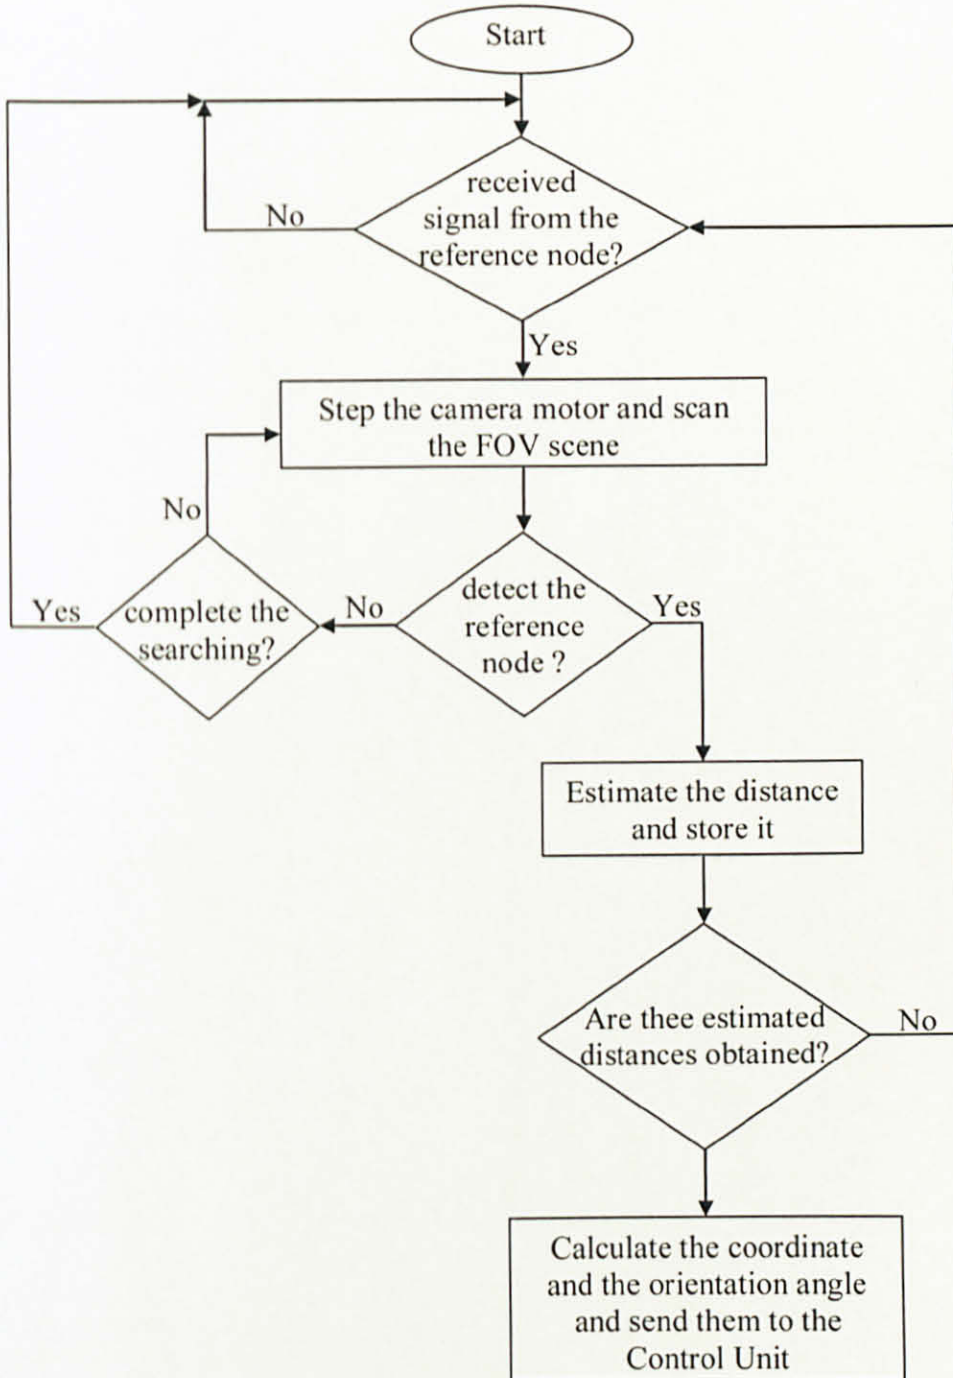 Start
received
signal from the
reference node?
No
Yes
Step the camera motor and scan
the FOV scene
No
detect the
reference
node ?
No
Yes
complete the
searching?
Yes
Estimate the distance
and store it
Are thee estimated
distances obtained?
No
Calculate the coordinate
and the orientation angle
and send them to the
Control Unit